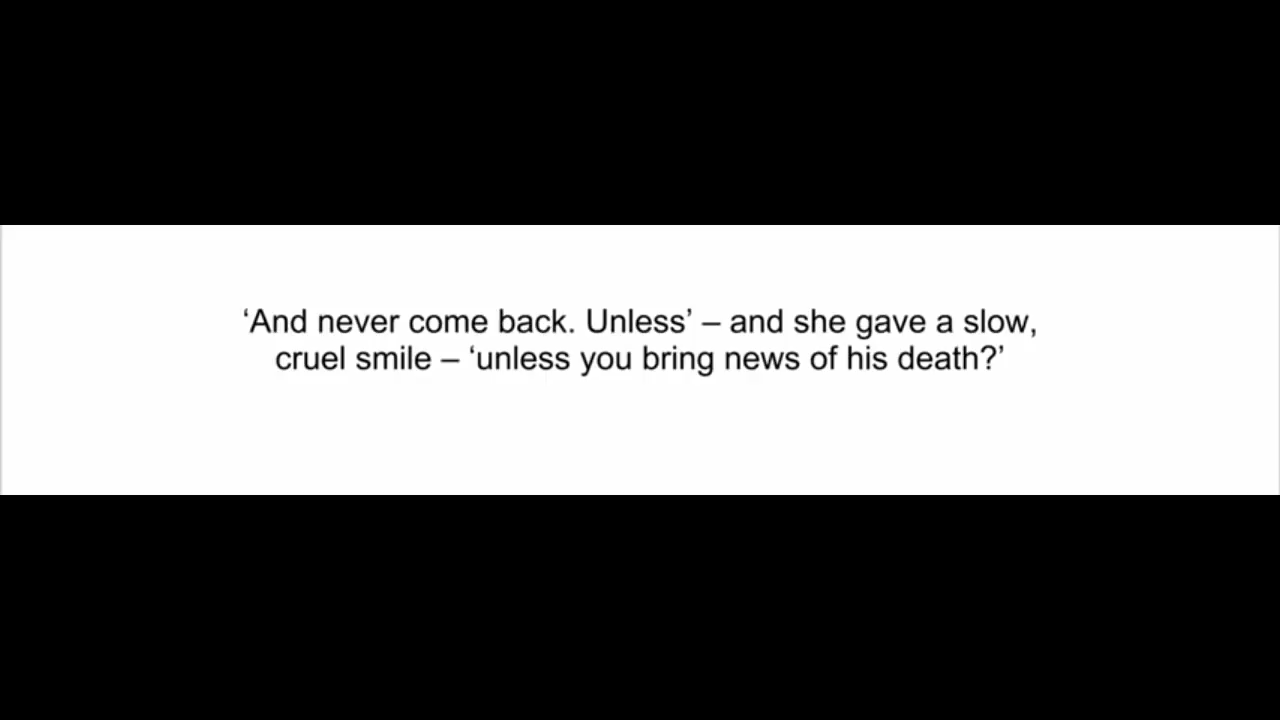 ‘And never come back. Unless’ – and she gave a slow,
cruel smile – ‘unless you bring news of his death?’